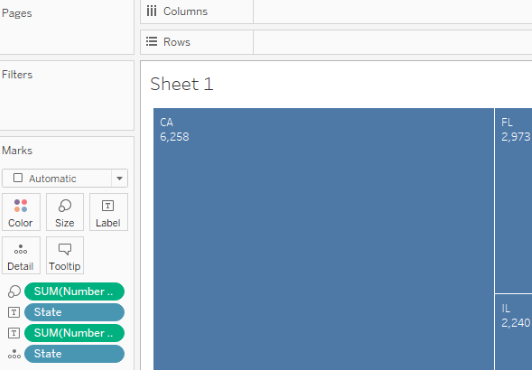 Pages
Columns
Rows
Filters
Sheet 1
CA
6,258
FL
2,973
IL
2,240
Marks
Automatic
Color Size Label
Detail Tooltip
SUM(Number ..
State
SUM(Number ..
State